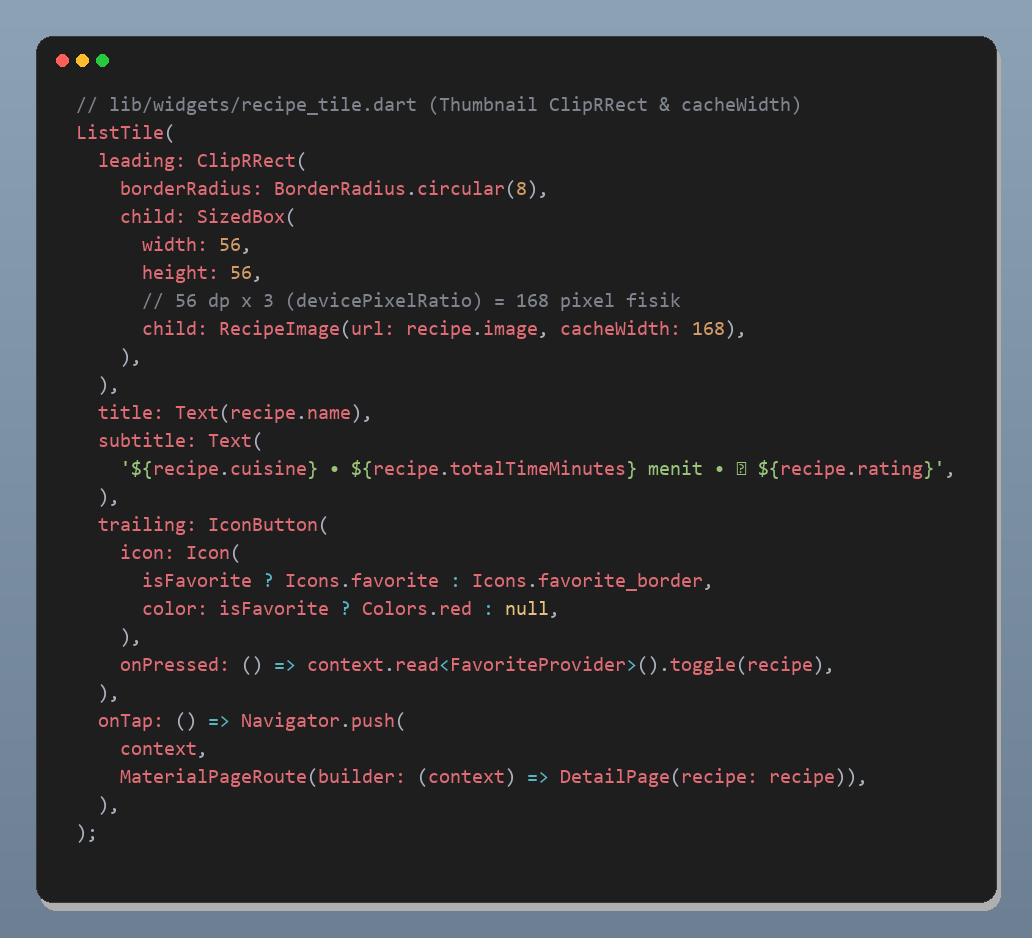 // lib/widgets/recipe_tile.dart (Thumbnail ClipRRect & cacheWidth)
ListTile(
  leading: ClipRRect(
    borderRadius: BorderRadius.circular(8),
    child: SizedBox(
      width: 56,
      height: 56,
      // 56 dp x 3 (devicePixelRatio) = 168 pixel fisik
      child: RecipeImage(url: recipe.image, cacheWidth: 168),
    ),
  ),
  title: Text(recipe.name),
  subtitle: Text(
    '${recipe.cuisine} • ${recipe.totalTimeMinutes} menit • ${recipe.rating}',
  ),
  trailing: IconButton(
    icon: Icon(
      isFavorite ? Icons.favorite : Icons.favorite_border,
      color: isFavorite ? Colors.red : null,
    ),
    onPressed: () => context.read<FavoriteProvider>().toggle(recipe),
  ),
  onTap: () => Navigator.push(
    context,
    MaterialPageRoute(builder: (context) => DetailPage(recipe: recipe)),
  ),
);